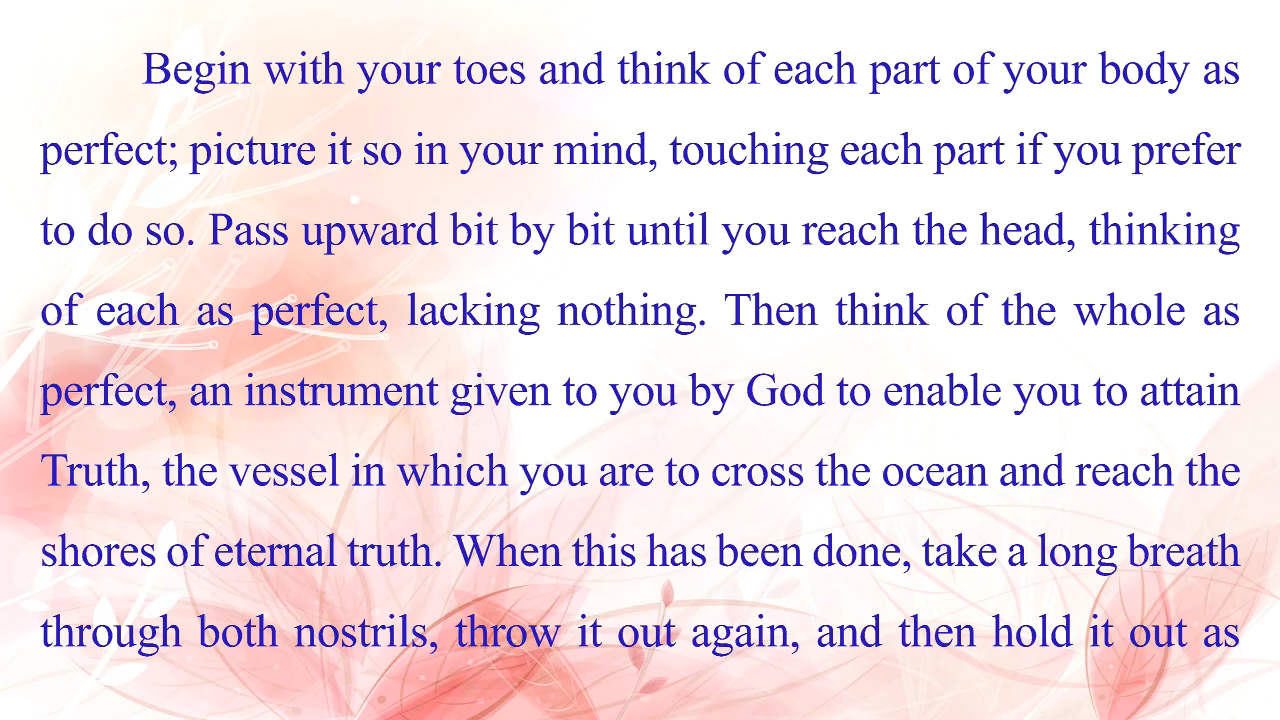 Begin with your toes and think of each part of your body as
perfect; picture it so in your mind, touching each part if you prefer
to do so. Pass upward bit by bit until you reach the head, thinking
of each as perfect, lacking nothing. Then think of the whole as
perfect, an instrument given to you by God to enable you to attain
Truth, the vessel in which you are to cross the ocean and reach the
shores of eternal truth. When this has been done, take a long breath
through both nostrils, throw it out again, and then hold it out as